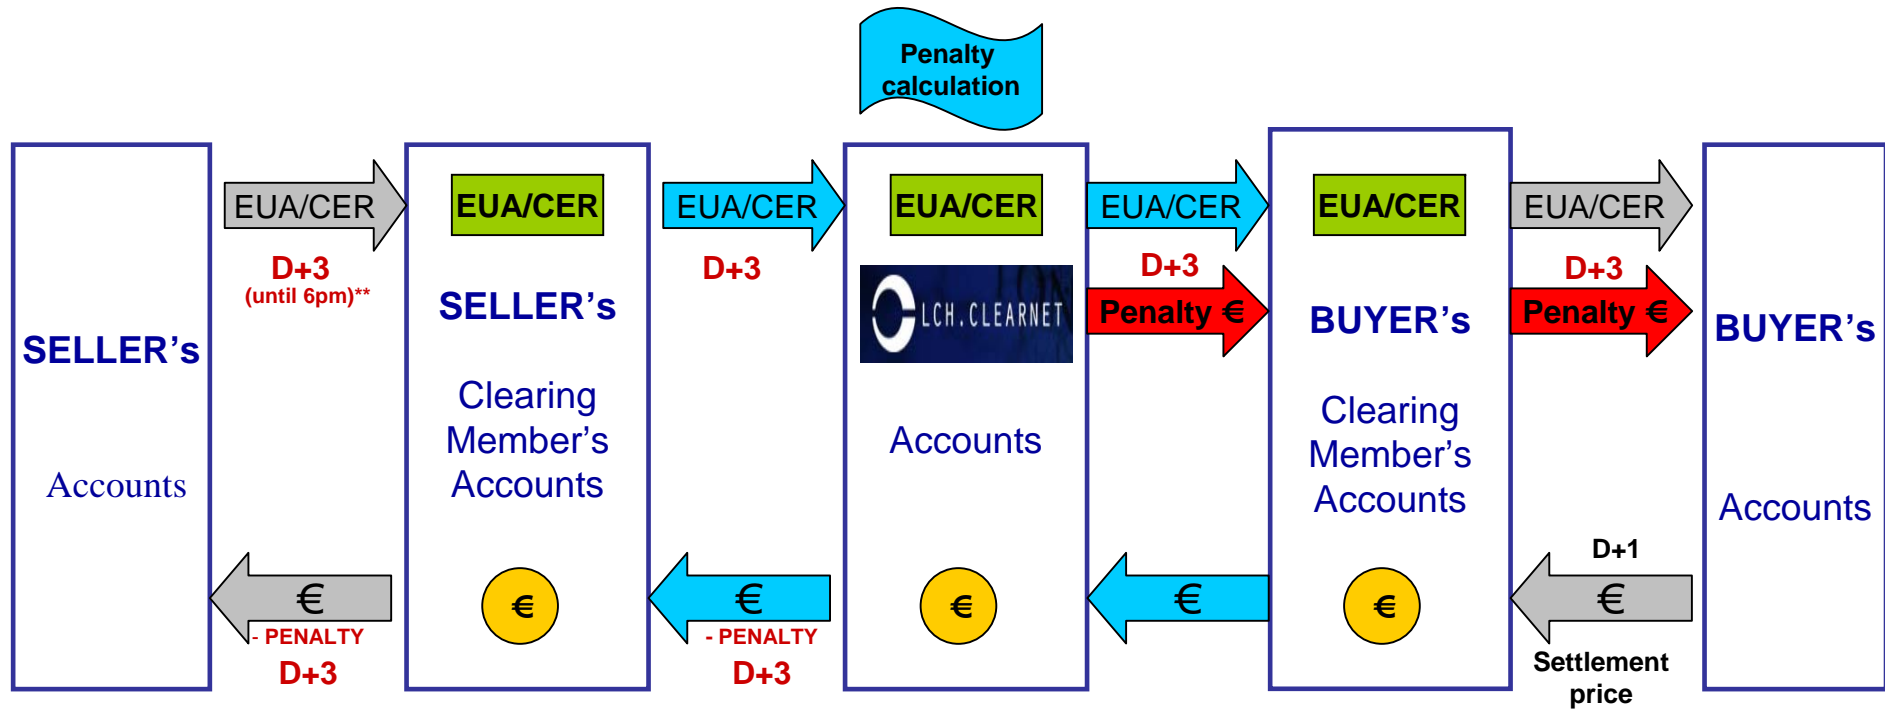 Penalty
calculation
SELLER's
Accounts
EUA/CER
D+3
(until 6pm)**
€
- PENALTY
D+3
EUA/CER
SELLER's
Clearing
Member's
Accounts
€
EUA/CER
D+3
€
- PENALTY
D+3
EUA/CER
LCH.CLEARNET
Accounts
€
EUA/CER
D+3
Penalty €
€
EUA/CER
BUYER's
Clearing
Member's
Accounts
€
EUA/CER
D+3
Penalty €
D+1
€
Settlement
price
BUYER's
Accounts